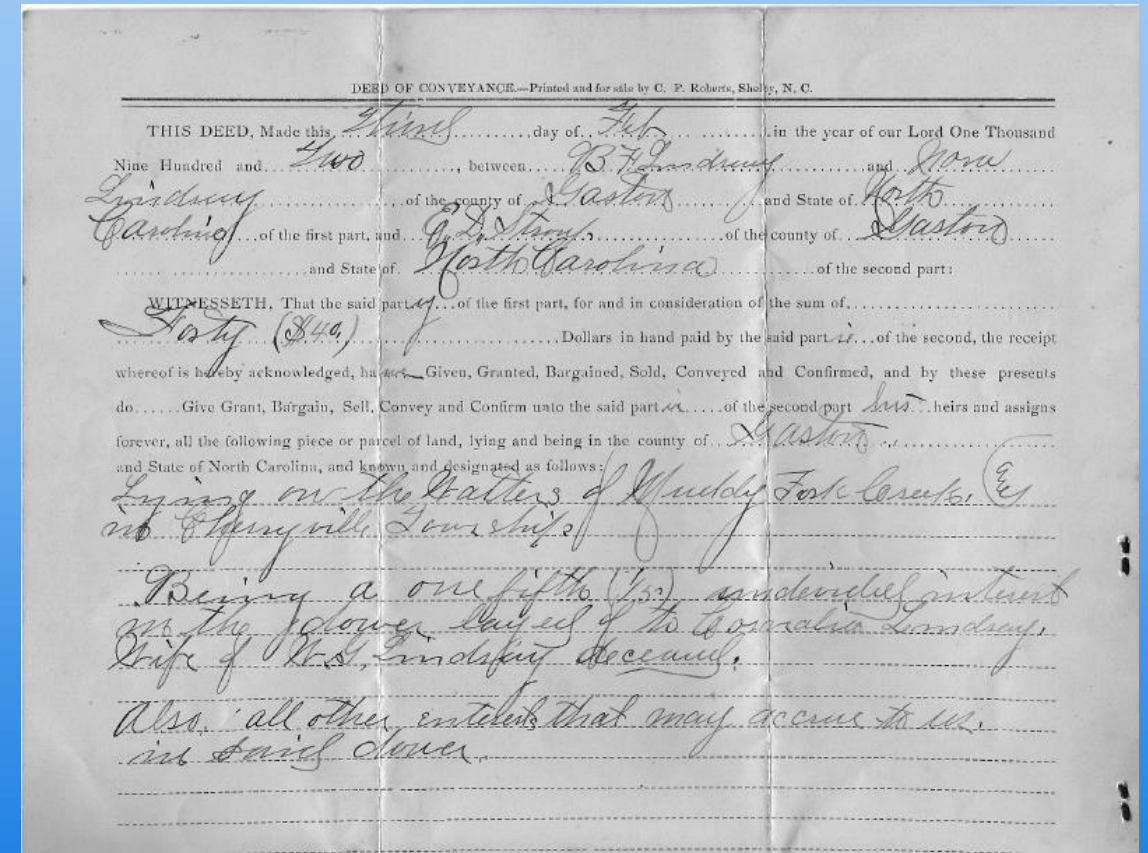 DEED OF CONVEYANCE.—Printed and for sale by C. P. Roberts, Shelby, N. C.
THIS DEED, Made this Third day of Feb in the year of our Lord One Thousand
Nine Hundred and Two, between B F Lindsay and Nora
Lindsay of the county of Gaston and State of North
Carolina of the first part, and E. D. Stroup of the county of Gaston
and State of North Carolina of the second part:
WITNESSETH, That the said party of the first part, for and in consideration of the sum of
Forty ($40.) Dollars in hand paid by the said part of the second, the receipt
whereof is hereby acknowledged, have Given, Granted, Bargained, Sold, Conveyed and Confirmed, and by these presents
do Give Grant, Bargain, Sell, Convey and Confirm unto the said part of the second part his heirs and assigns
forever, all the following piece or parcel of land, lying and being in the county of Gaston
and State of North Carolina, and known and designated as follows:
Lying on the Watters of Muddy Fork Creek.
in Cherryville Township
Being a one fifth (1/5) undevided interest
in the dower layed of to Cornalia Lindsay.
Wife of W.G. Lindsay deceased.
Also, all other enterests that may accrue to us.
in said dower.